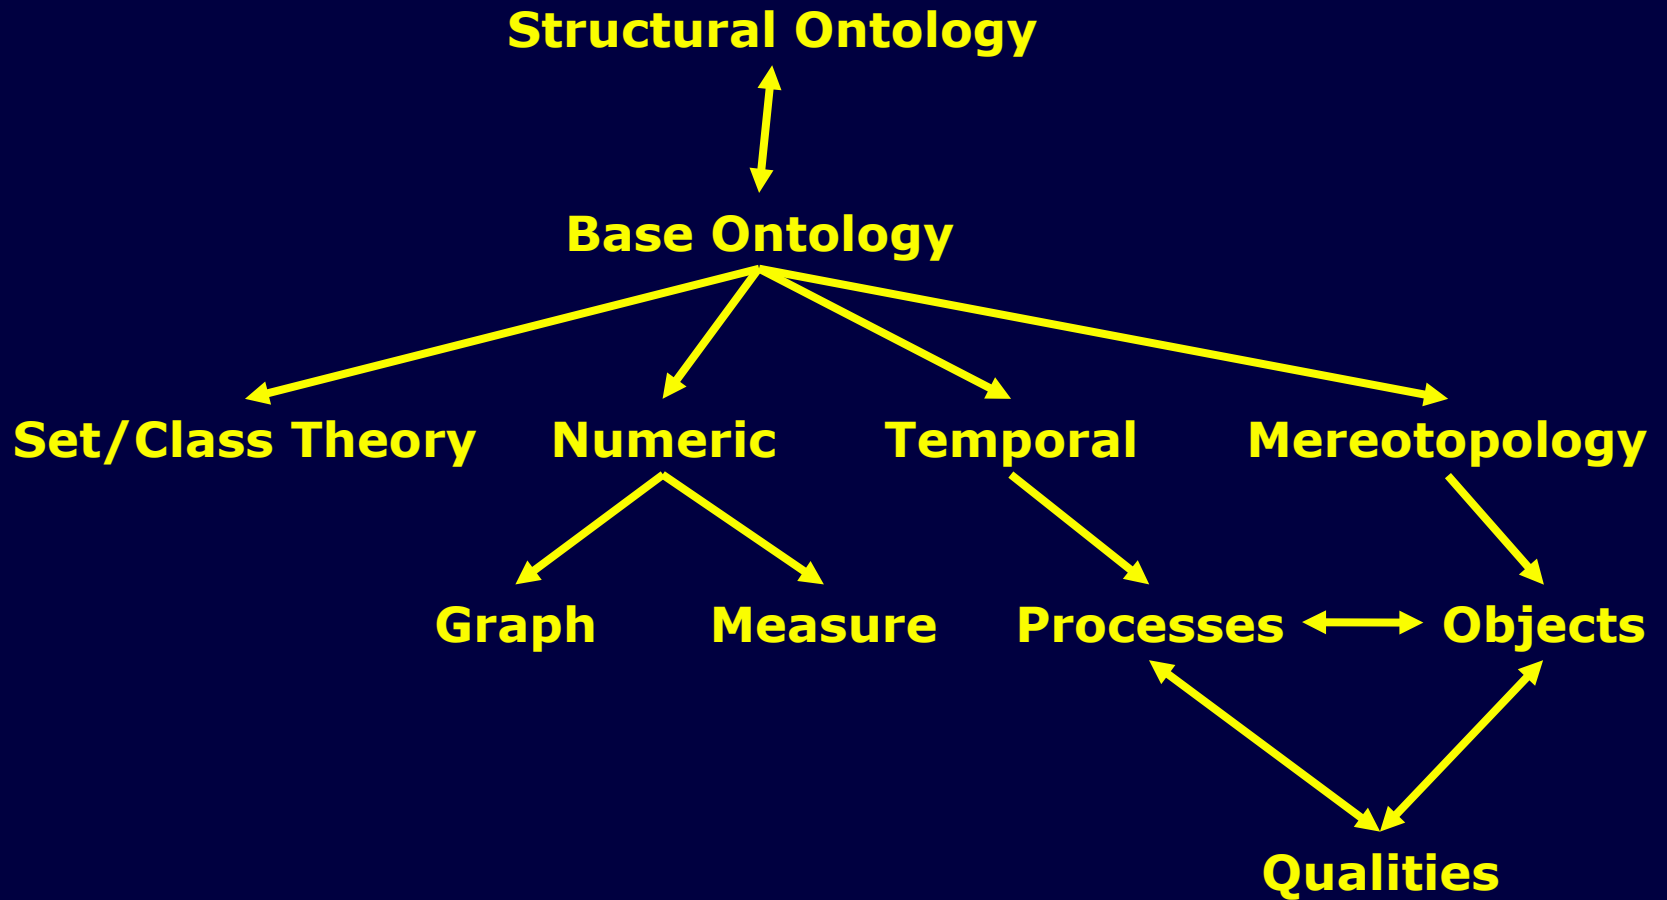 Structural Ontology
Base Ontology
Set/Class Theory
Numeric
Temporal
Mereotopology
Graph
Measure
Processes
Objects
Qualities